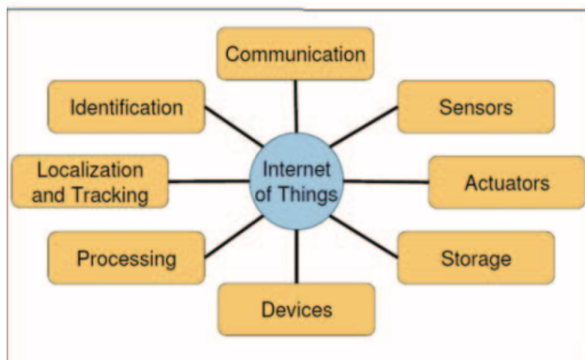 Communication
Identification
Sensors
Localization
and Tracking
Internet
of Things
Actuators
Processing
Storage
Devices